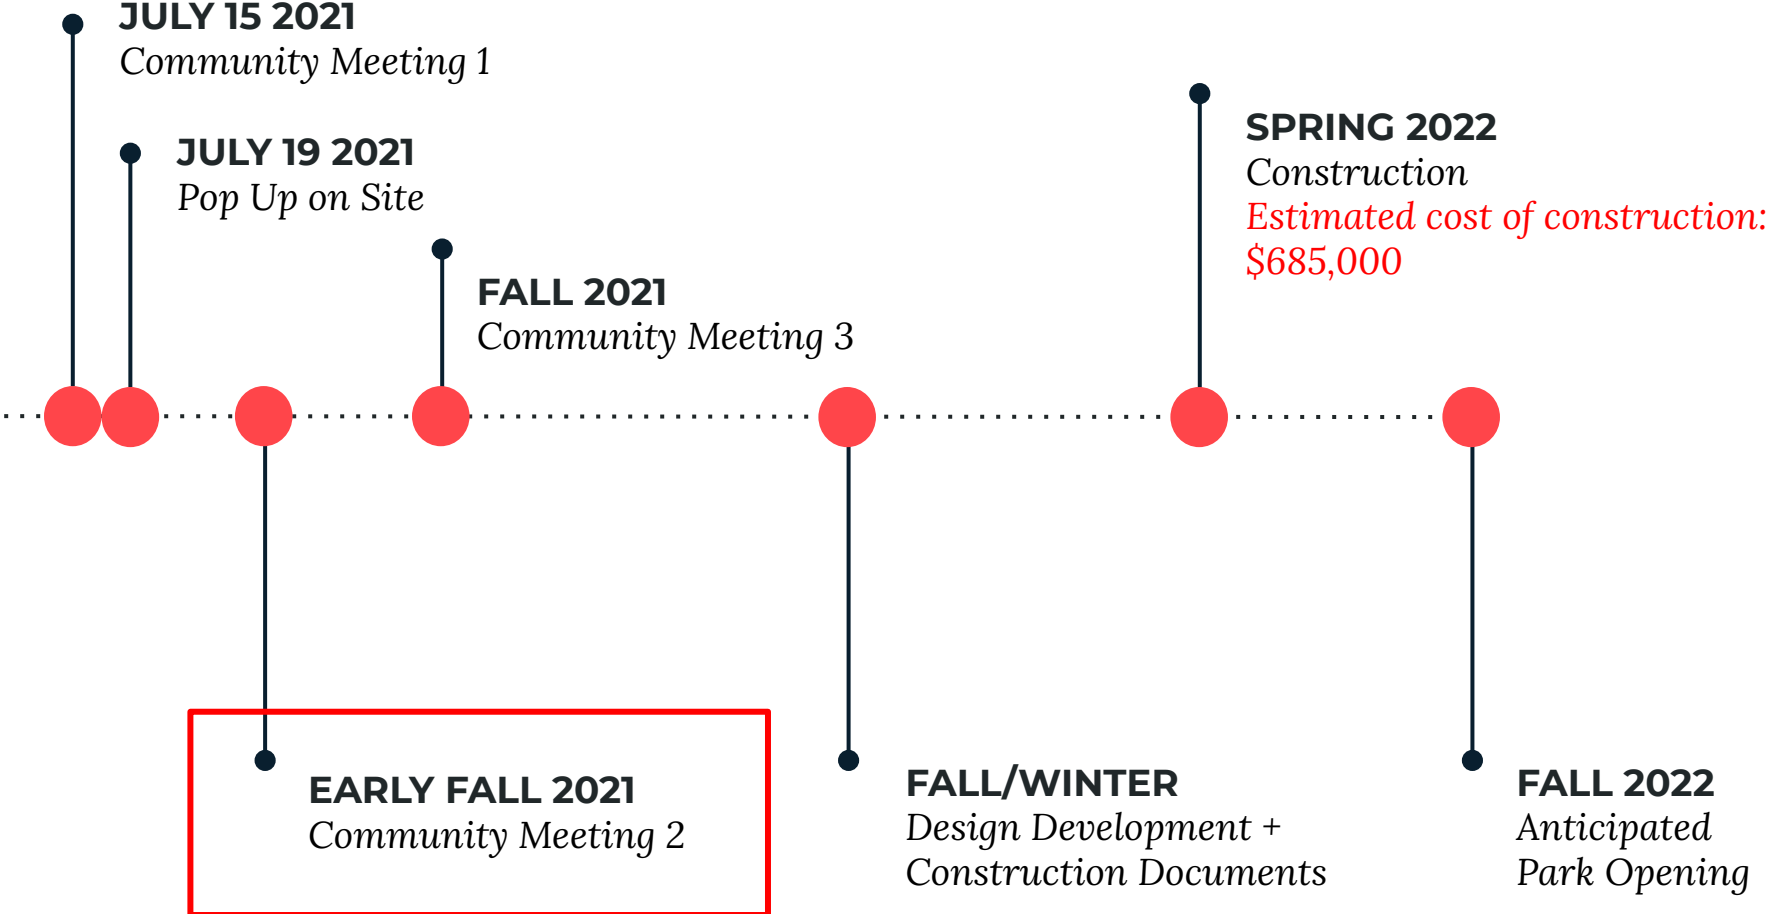 JULY 15 2021
Community Meeting 1
JULY 19 2021
Pop Up on Site
FALL 2021
Community Meeting 3
SPRING 2022
Construction
Estimated cost of construction:
$685,000
EARLY FALL 2021
Community Meeting 2
FALL/WINTER
Design Development +
Construction Documents
FALL 2022
Anticipated
Park Opening